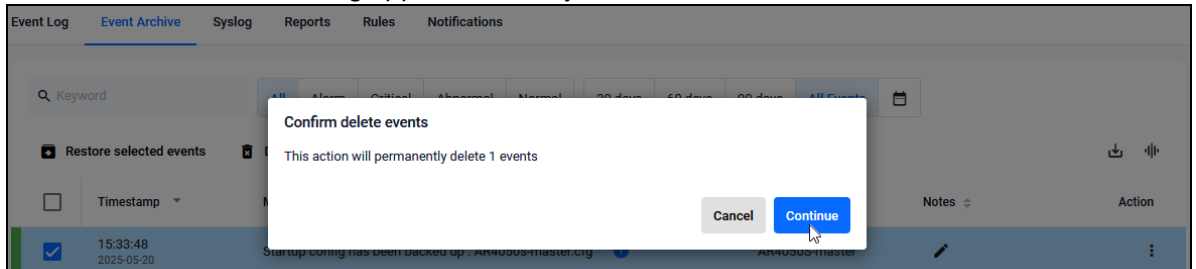 Event Log Event Archive Syslog Reports Rules Notifications
Keyword All Alarm Critical Abnormal Normal 30 days 60 days 90 days All Events
Confirm delete events
Restore selected events
This action will permanently delete 1 events
Cancel Continue
Timestamp Notes Action
15:33:48
Startup config has been backed up : AR4050S-master.cfg AR4050S-master
2025-05-20